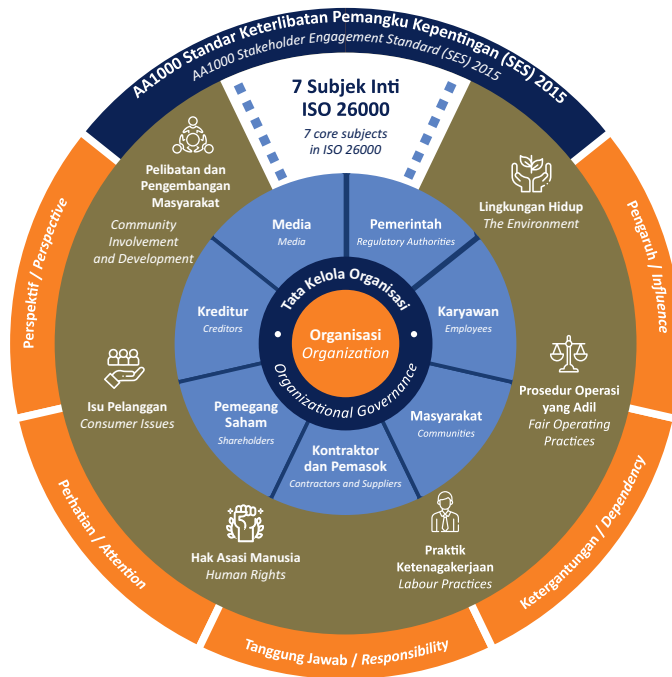 AA1000 Standar Keterlibatan Pemangku Kepentingan (SES) 2015
AA1000 Stakeholder Engagement Standard (SES) 2015
7 Subjek Inti
ISO 26000
7 core subjects
in ISO 26000
Pelibatan dan
Pengembangan
Masyarakat
Community
Involvement
and Development
Lingkungan Hidup
The Environment
Perspektif / Perspective
Pengaruh / Influence
Media
Media
Pemerintah
Regulatory Authorities
Kreditur
Creditors
Karyawan
Employees
Tata Kelola Organisasi
Organisasi
Organization
Organizational Governance
Isu Pelanggan
Consumer Issues
Prosedur Operasi
yang Adil
Fair Operating
Practices
Pemegang
Saham
Shareholders
Masyarakat
Communities
Kontraktor
dan Pemasok
Contractors and Suppliers
Hak Asasi Manusia
Human Rights
Praktik
Ketenagakerjaan
Labour Practices
Perhatian / Attention
Ketergantungan / Dependency
Tanggung Jawab / Responsibility